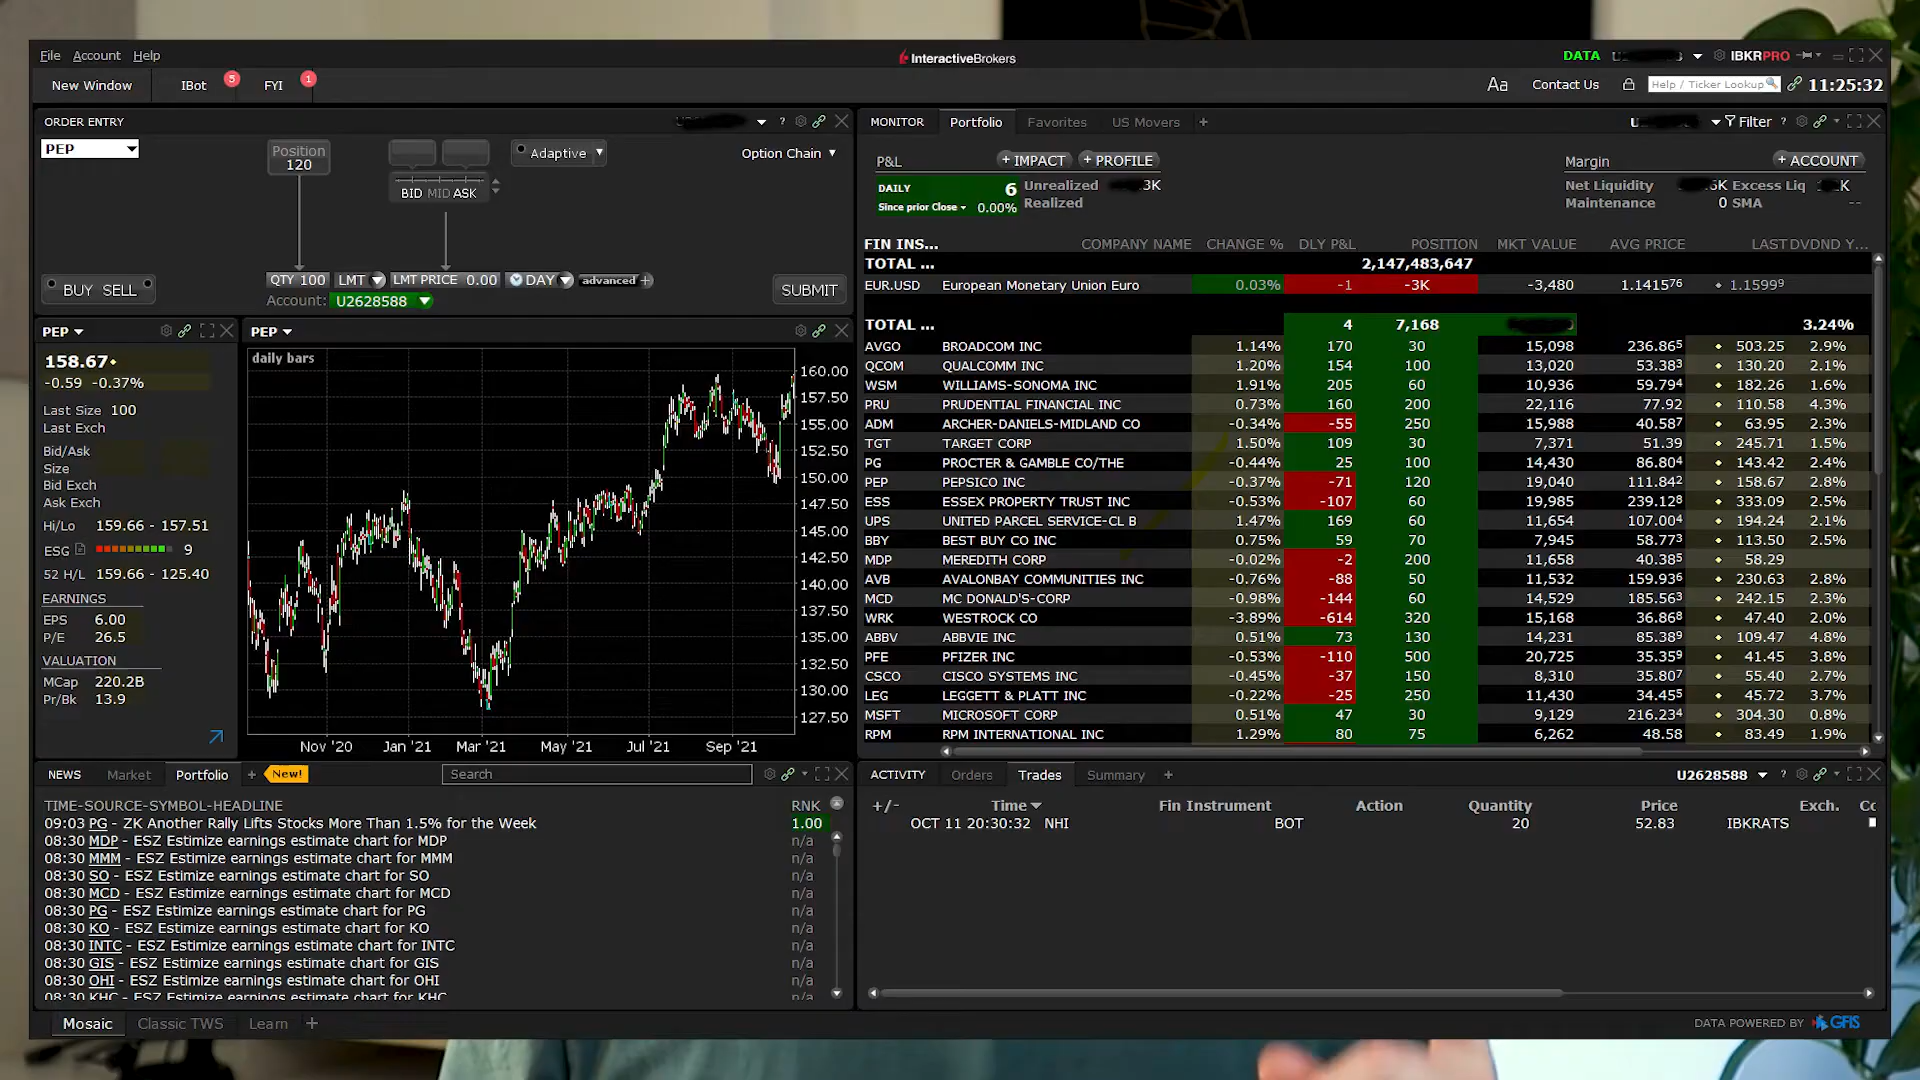 File Account Help
InteractiveBrokers
DATA IBKRPRO
New Window IBot 5 FYI 1
Aa Contact Us Help / Ticker Lookup 11:25:32
ORDER ENTRY
PEP
Position
120
Adaptive
Option Chain
BID MID ASK
BUY SELL
QTY 100 LMT LMT PRICE 0.00 DAY advanced +
Account: U2628588
SUBMIT
PEP
158.67
-0.59 -0.37%
Last Size 100
Last Exch
Bid/Ask
Size
Bid Exch
Ask Exch
Hi/Lo 159.66 - 157.51
ESG 9
52 H/L 159.66 - 125.40
EARNINGS
EPS 6.00
P/E 26.5
VALUATION
MCap 220.2B
Pr/Bk 13.9
PEP
daily bars
160.00
157.50
155.00
152.50
150.00
147.50
145.00
142.50
140.00
137.50
135.00
132.50
130.00
127.50
Nov '20 Jan '21 Mar '21 May '21 Jul '21 Sep '21
MONITOR Portfolio Favorites US Movers +
Filter ?
P&L + IMPACT + PROFILE
DAILY 6
Since prior Close 0.00%
Unrealized 3K
Realized
Margin + ACCOUNT
Net Liquidity 6K Excess Liq K
Maintenance 0 SMA --
FIN INS... COMPANY NAME CHANGE % DLY P&L POSITION MKT VALUE AVG PRICE LAST DVDND Y...
TOTAL ... 2,147,483,647
EUR.USD European Monetary Union Euro 0.03% -1 -3K -3,480 1.14157⁶ 1.1599⁹
TOTAL ... 4 7,168 3.24%
AVGO BROADCOM INC 1.14% 170 30 15,098 236.86⁵ 503.25 2.9%
QCOM QUALCOMM INC 1.20% 154 100 13,020 53.38³ 130.20 2.1%
WSM WILLIAMS-SONOMA INC 1.91% 205 60 10,936 59.79⁴ 182.26 1.6%
PRU PRUDENTIAL FINANCIAL INC 0.73% 160 200 22,116 77.92 110.58 4.3%
ADM ARCHER-DANIELS-MIDLAND CO -0.34% -55 250 15,988 40.58⁷ 63.95 2.3%
TGT TARGET CORP 1.50% 109 30 7,371 51.39 245.71 1.5%
PG PROCTER & GAMBLE CO/THE -0.44% 25 100 14,430 86.80⁴ 143.42 2.4%
PEP PEPSICO INC -0.37% -71 120 19,040 111.84² 158.67 2.8%
ESS ESSEX PROPERTY TRUST INC -0.53% -107 60 19,985 239.12⁸ 333.09 2.5%
UPS UNITED PARCEL SERVICE-CL B 1.47% 169 60 11,654 107.00⁴ 194.24 2.1%
BBY BEST BUY CO INC 0.75% 59 70 7,945 58.77³ 113.50 2.5%
MDP MEREDITH CORP -0.02% -2 200 11,658 40.38⁵ 58.29
AVB AVALONBAY COMMUNITIES INC -0.76% -88 50 11,532 159.93⁶ 230.63 2.8%
MCD MC DONALD'S-CORP -0.98% -144 60 14,529 185.56³ 242.15 2.3%
WRK WESTROCK CO -3.89% -614 320 15,168 36.86⁸ 47.40 2.0%
ABBV ABBVIE INC 0.51% 73 130 14,231 85.38⁹ 109.47 4.8%
PFE PFIZER INC -0.53% -110 500 20,725 35.35⁹ 41.45 3.8%
CSCO CISCO SYSTEMS INC -0.45% -37 150 8,310 35.80⁷ 55.40 2.7%
LEG LEGGETT & PLATT INC -0.22% -25 250 11,430 34.45⁵ 45.72 3.7%
MSFT MICROSOFT CORP 0.51% 47 30 9,129 216.23⁴ 304.30 0.8%
RPM RPM INTERNATIONAL INC 1.29% 80 75 6,262 48.58 83.49 1.9%
NEWS Market Portfolio + New! Search
TIME-SOURCE-SYMBOL-HEADLINE RNK
09:03 PG - ZK Another Rally Lifts Stocks More Than 1.5% for the Week 1.00
08:30 MDP - ESZ Estimize earnings estimate chart for MDP n/a
08:30 MMM - ESZ Estimize earnings estimate chart for MMM n/a
08:30 SO - ESZ Estimize earnings estimate chart for SO n/a
08:30 MCD - ESZ Estimize earnings estimate chart for MCD n/a
08:30 PG - ESZ Estimize earnings estimate chart for PG n/a
08:30 KO - ESZ Estimize earnings estimate chart for KO n/a
08:30 INTC - ESZ Estimize earnings estimate chart for INTC n/a
08:30 GIS - ESZ Estimize earnings estimate chart for GIS n/a
08:30 OHI - ESZ Estimize earnings estimate chart for OHI n/a
08:30 KHC - ESZ Estimize earnings estimate chart for KHC n/a
ACTIVITY Orders Trades Summary + U2628588 ?
+/- Time Fin Instrument Action Quantity Price Exch. Cc
OCT 11 20:30:32 NHI BOT 20 52.83 IBKRATS
Mosaic Classic TWS Learn +
DATA POWERED BY GFIS